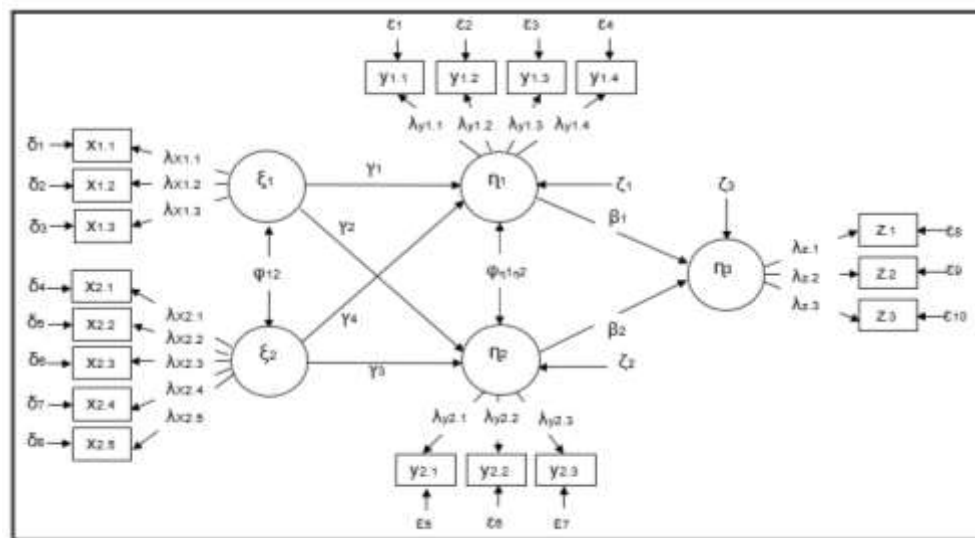 ε1 ε2 ε3 ε4
y1.1 y1.2 y1.3 y1.4
λy1.1 λy1.2 λy1.3 λy1.4
δ1 x1.1 λx1.1
δ2 x1.2 λx1.2
δ3 x1.3 λx1.3
ξ1 γ1 η1 ζ1 ζ3
γ2 β1
δ4 x2.1 λx2.1
δ5 x2.2 λx2.2
δ6 x2.3 λx2.3
δ7 x2.4 λx2.4
δ8 x2.5 λx2.5
φ12 φη1η2
η3
λz.1 z.1 ε8
λz.2 z.2 ε9
λz.3 z.3 ε10
γ4 β2
ξ2 γ3 η2 ζ2
λy2.1 λy2.2 λy2.3
y2.1 y2.2 y2.3
ε5 ε6 ε7